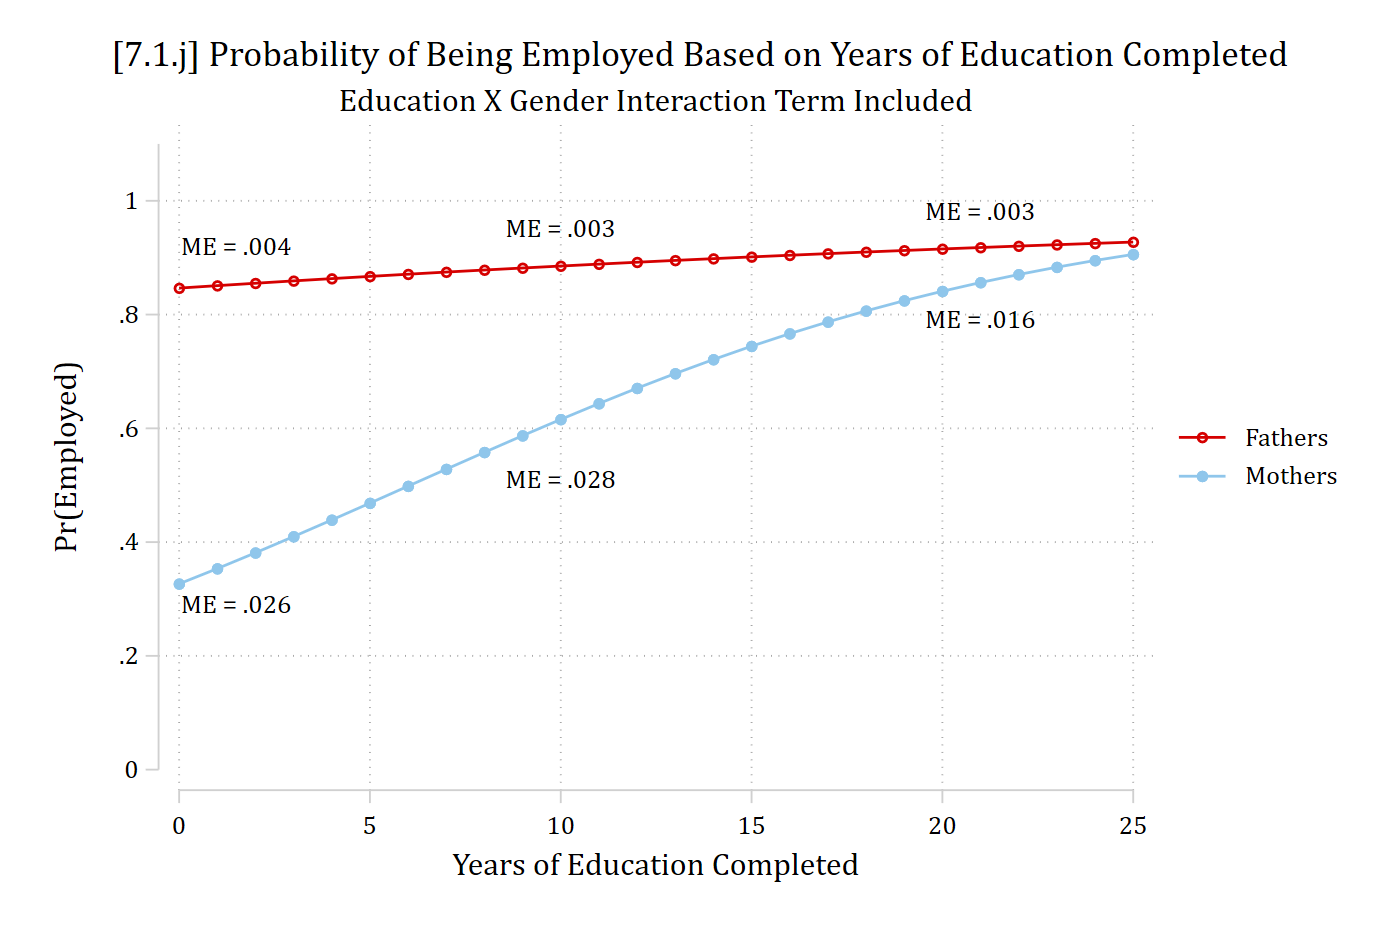 [7.1.j] Probability of Being Employed Based on Years of Education Completed
Education X Gender Interaction Term Included
Pr(Employed)
1
.8
.6
.4
.2
0
ME = .004
ME = .003
ME = .003
ME = .016
ME = .028
ME = .026
Fathers
Mothers
0 5 10 15 20 25
Years of Education Completed